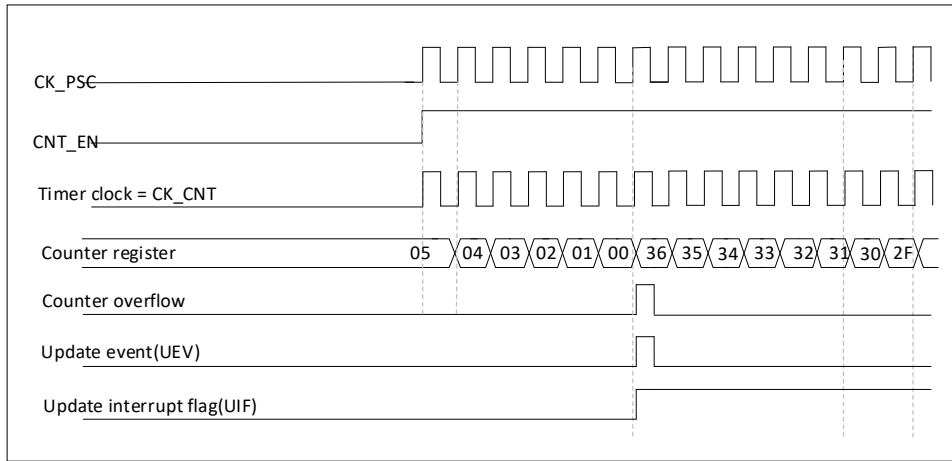 CK_PSC
CNT_EN
Timer clock = CK_CNT
Counter register 05 04 03 02 01 00 36 35 34 33 32 31 30 2F
Counter overflow
Update event(UEV)
Update interrupt flag(UIF)